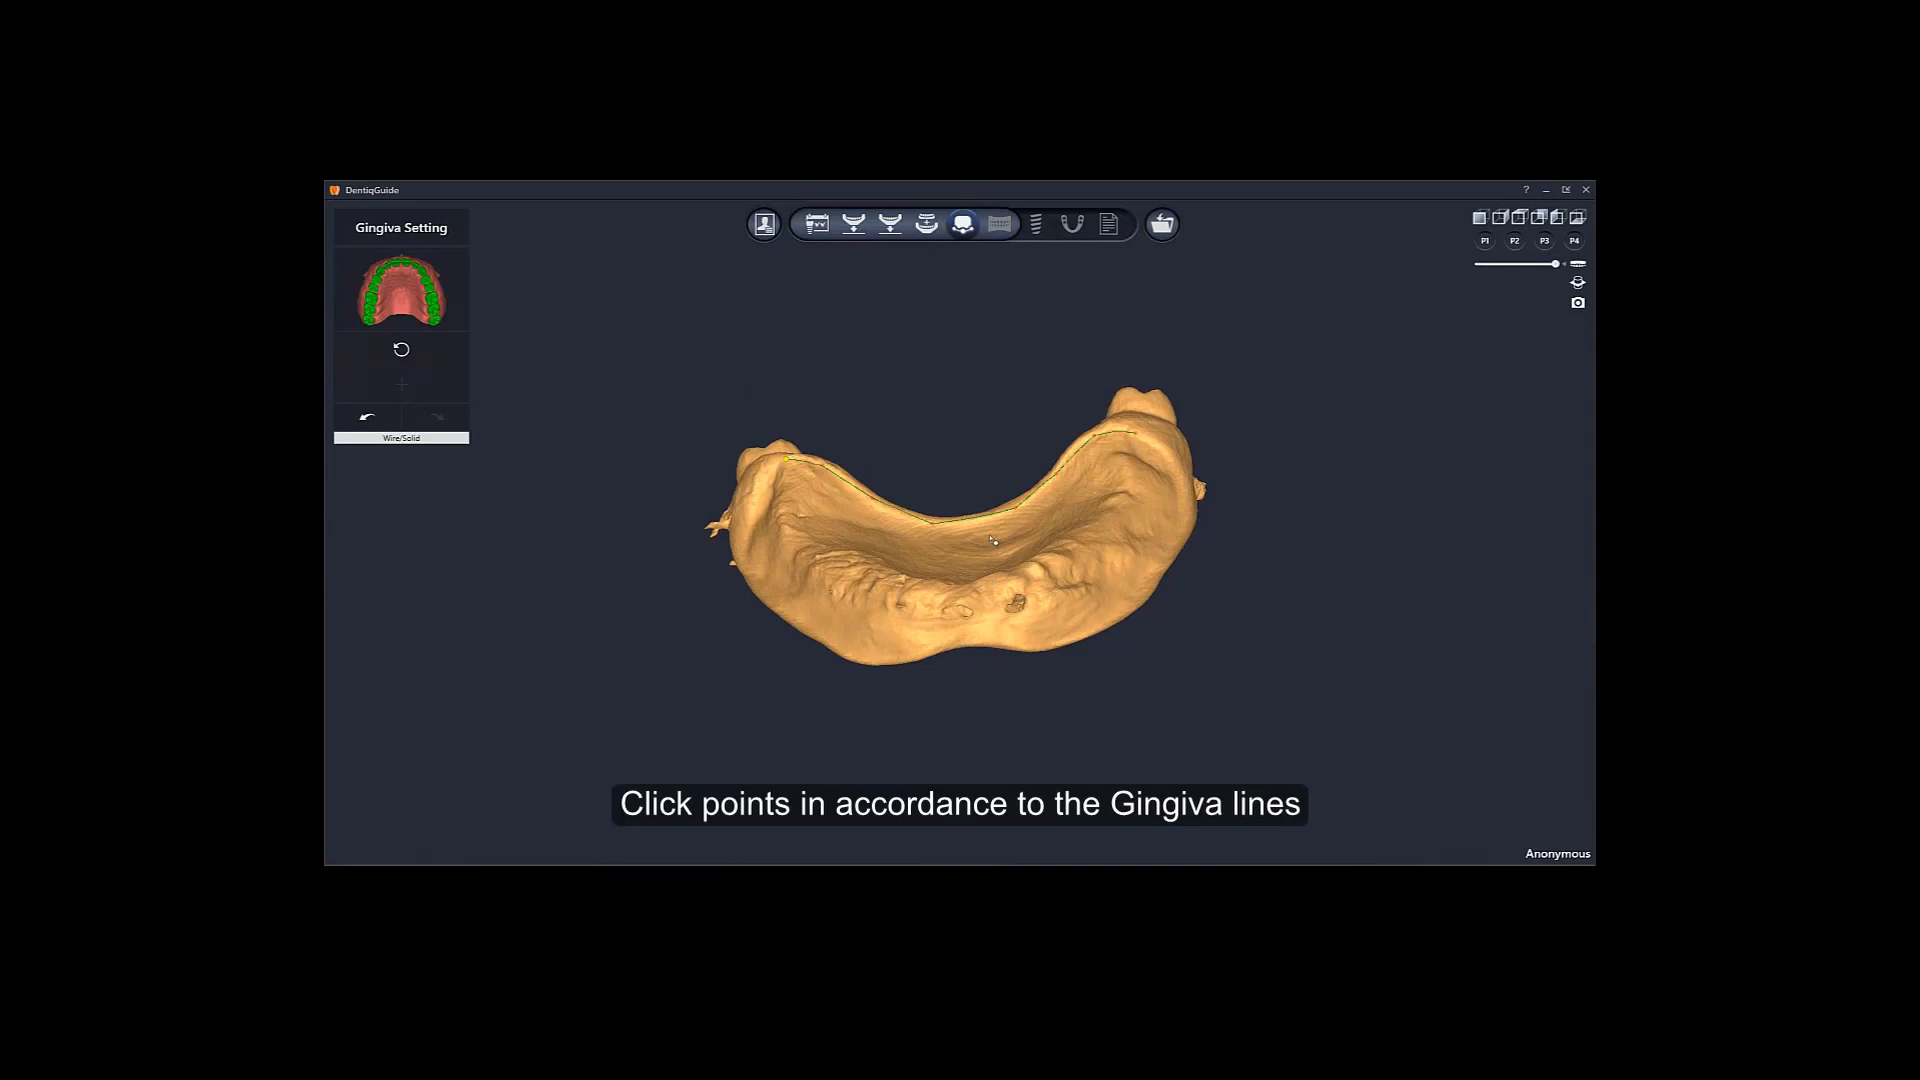 DentiqGuide
?
Gingiva Setting
P1 P2 P3 P4
Wire/Solid
Click points in accordance to the Gingiva lines
Anonymous